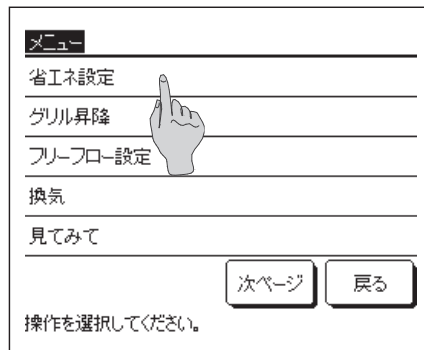 メニュー
省エネ設定
グリル昇降
フリーフロー設定
換気
見てみて
次ページ 戻る
操作を選択してください。